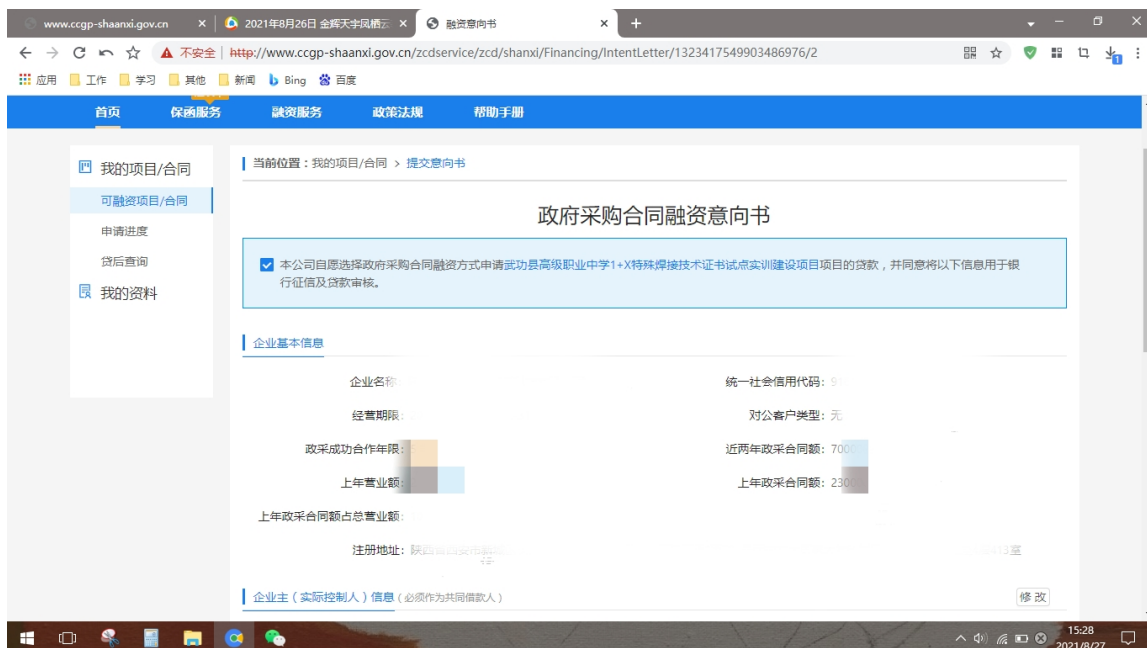 www.ccgp-shaanxi.gov.cn
2021年8月26日 金辉天宇凤栖云
融资意向书
不安全 | http://www.ccgp-shaanxi.gov.cn/zcdservice/zcd/shanxi/Financing/IntentLetter/1323417549903486976/2
应用 工作 学习 其他 新闻 Bing 百度
首页 保函服务 融资服务 政策法规 帮助手册
我的项目/合同
可融资项目/合同
申请进度
贷后查询
我的资料
当前位置：我的项目/合同 > 提交意向书
政府采购合同融资意向书
本公司自愿选择政府采购合同融资方式申请武功县高级职业中学1+X特殊焊接技术证书试点实训建设项目项目的贷款，并同意将以下信息用于银
行征信及贷款审核。
企业基本信息
企业名称 统一社会信用代码: 9
经营期限: 对公客户类型: 无
政采成功合作年限: 近两年政采合同额: 700
上年营业额: 上年政采合同额: 230
上年政采合同额占总营业额:
注册地址: 陕西省西安市 室
企业主（实际控制人）信息 （必须作为共同借款人） 修 改
15:28
2021/8/27